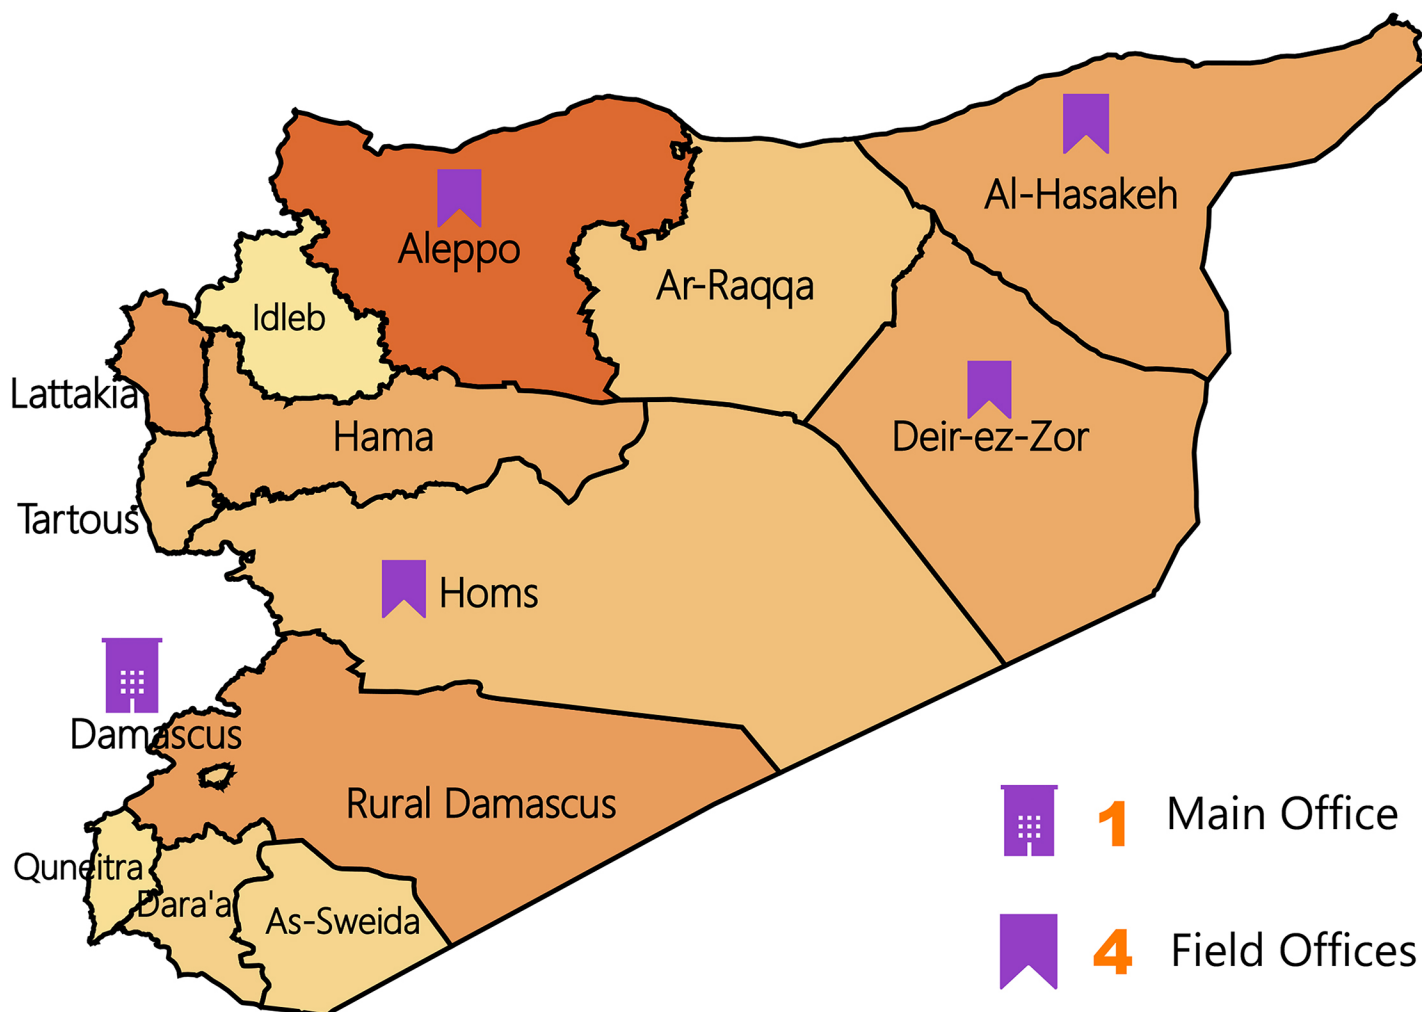 Al-Hasakeh
Aleppo
Ar-Raqqa
Idleb
Lattakia
Hama
Deir-ez-Zor
Tartous
Homs
Damascus
Rural Damascus
Quneitra
Dara'a
As-Sweida
1 Main Office
4 Field Offices